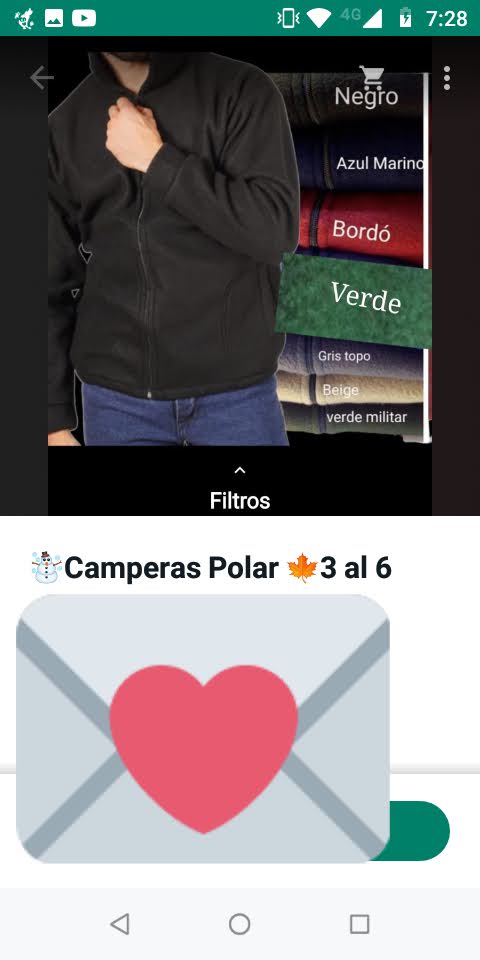 4G
7:28
Negro
Azul Marino
Bordó
Verde
Gris topo
Beige
verde militar
Filtros
Camperas Polar 3 al 6